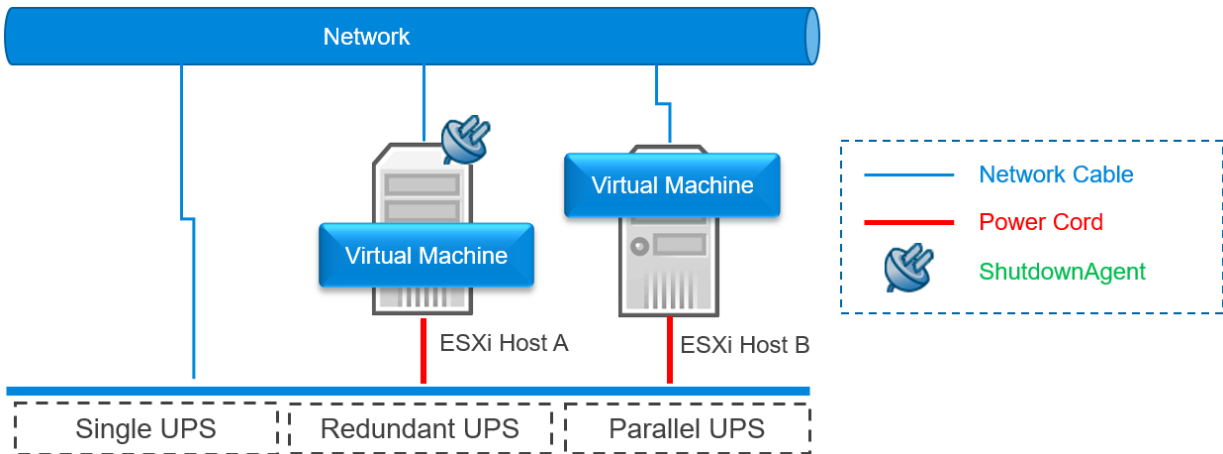 Network
Virtual Machine
Virtual Machine
ESXi Host A
ESXi Host B
Single UPS
Redundant UPS
Parallel UPS
Network Cable
Power Cord
ShutdownAgent